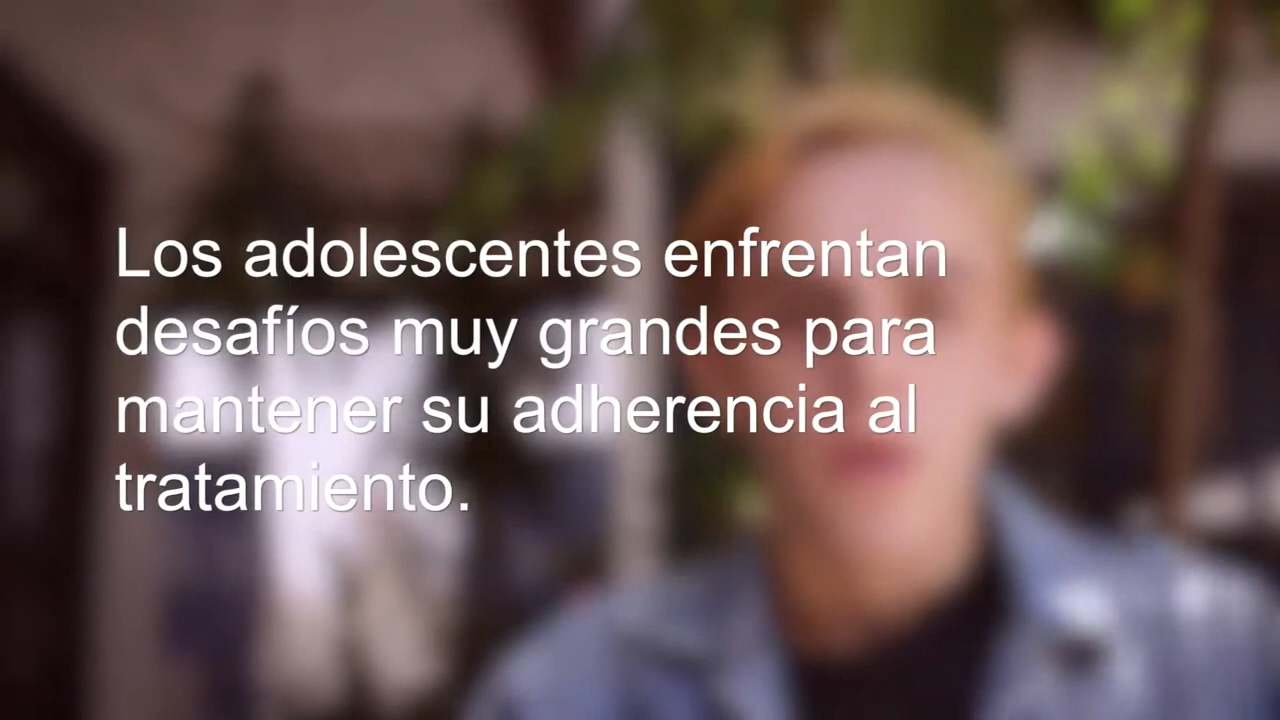 Los adolescentes enfrentan
desafíos muy grandes para
mantener su adherencia al
tratamiento.